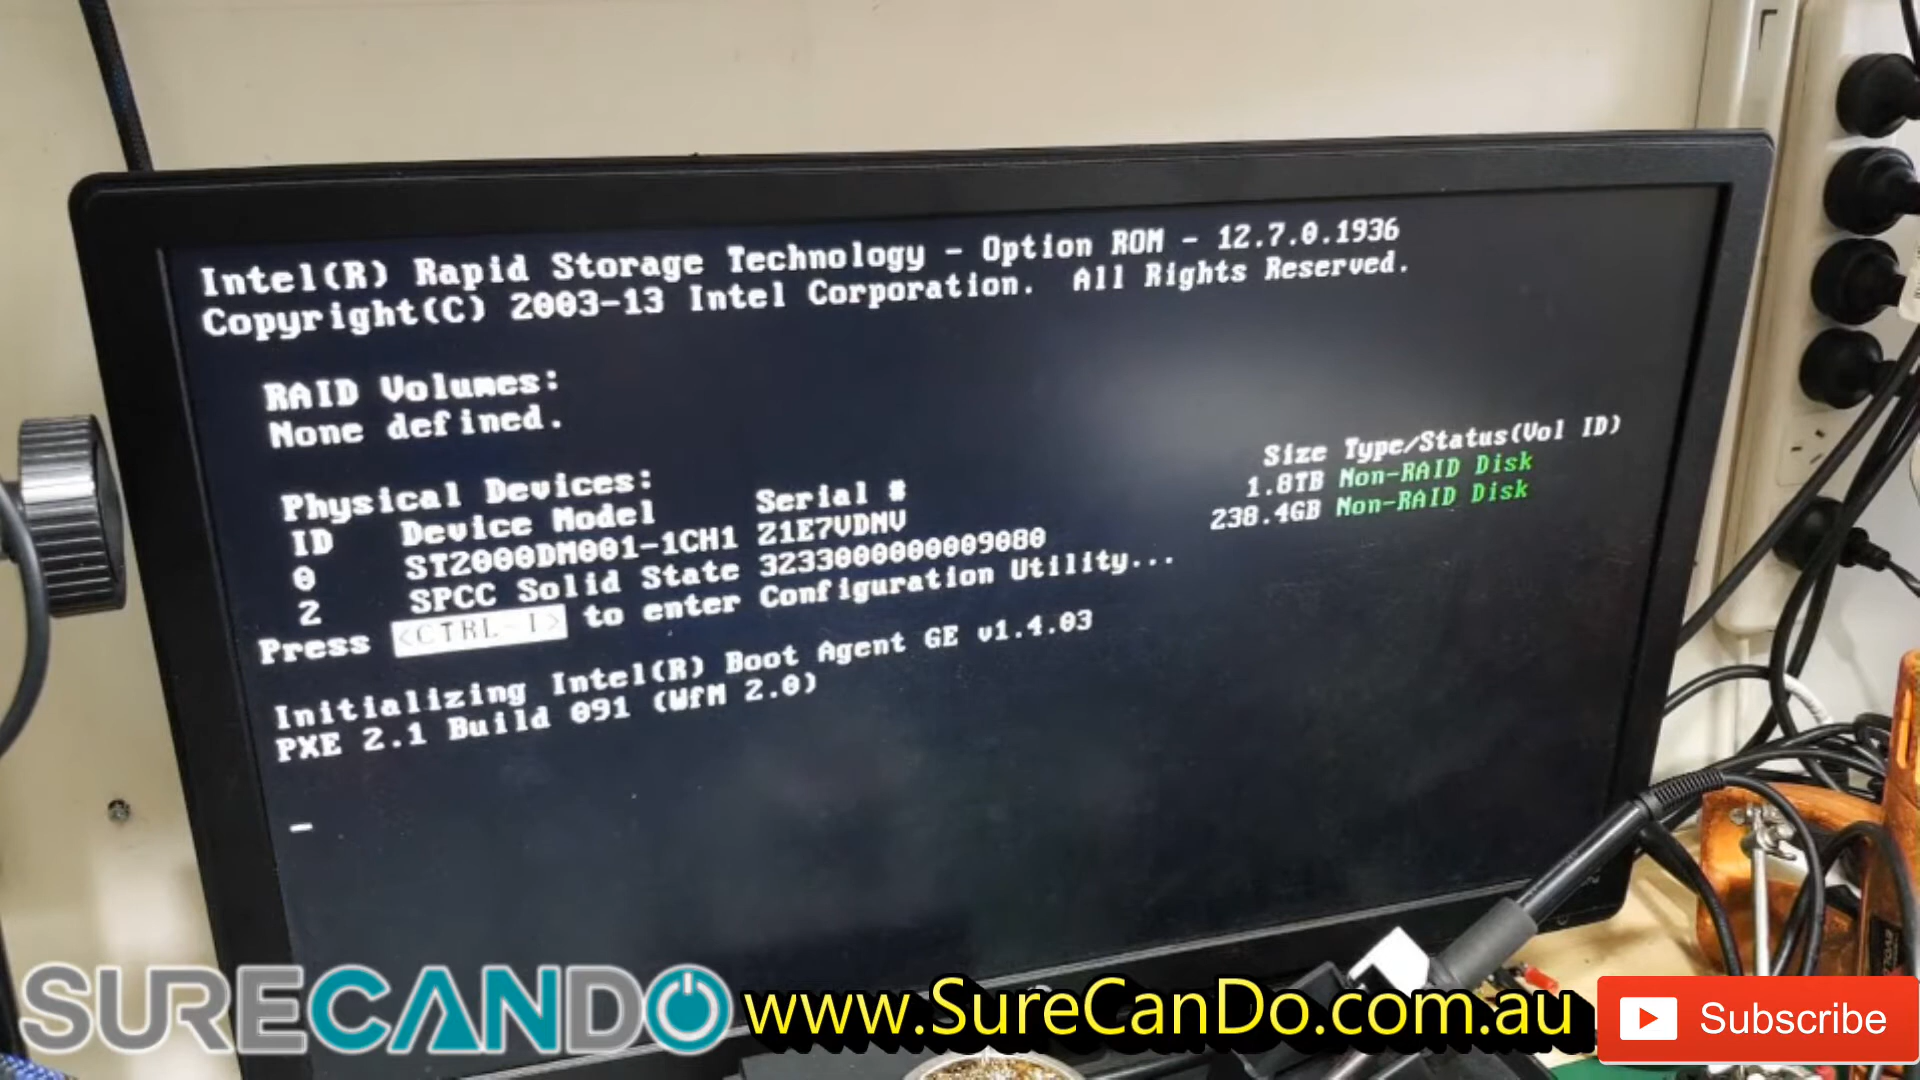 Intel(R) Rapid Storage Technology - Option ROM - 12.7.0.1936
Copyright(C) 2003-13 Intel Corporation. All Rights Reserved.
RAID Volumes:
None defined.
Physical Devices:
ID Device Model Serial # Size Type/Status(Vol ID)
0 ST2000DM001-1CH1 Z1E7VDMV 1.8TB Non-RAID Disk
2 SPCC Solid State 3233000000009080 238.4GB Non-RAID Disk
Press <CTRL-I> to enter Configuration Utility...
Initializing Intel(R) Boot Agent GE v1.4.03
PXE 2.1 Build 091 (WfM 2.0)
SURECANDO www.SureCanDo.com.au Subscribe